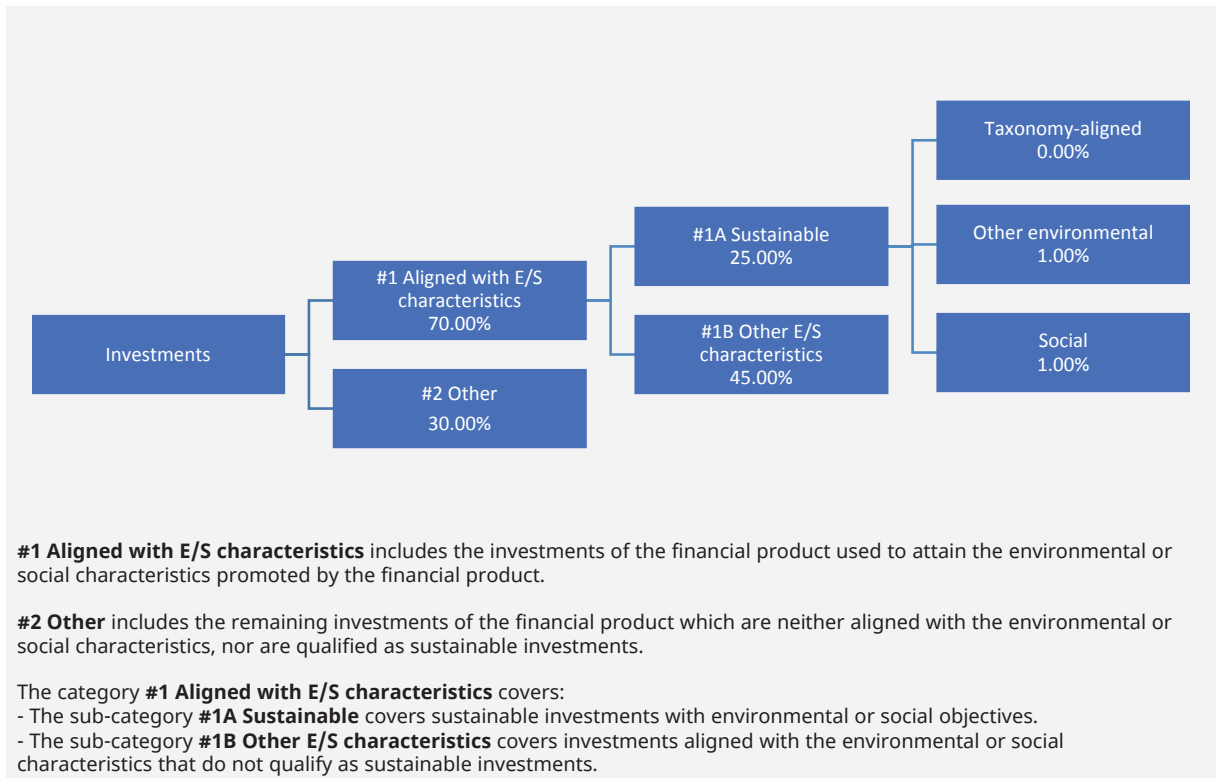 Investments
#1 Aligned with E/S
characteristics
70.00%
#2 Other
30.00%
#1A Sustainable
25.00%
#1B Other E/S
characteristics
45.00%
Taxonomy-aligned
0.00%
Other environmental
1.00%
Social
1.00%
#1 Aligned with E/S characteristics includes the investments of the financial product used to attain the environmental or
social characteristics promoted by the financial product.
#2 Other includes the remaining investments of the financial product which are neither aligned with the environmental or
social characteristics, nor are qualified as sustainable investments.
The category #1 Aligned with E/S characteristics covers:
- The sub-category #1A Sustainable covers sustainable investments with environmental or social objectives.
- The sub-category #1B Other E/S characteristics covers investments aligned with the environmental or social
characteristics that do not qualify as sustainable investments.